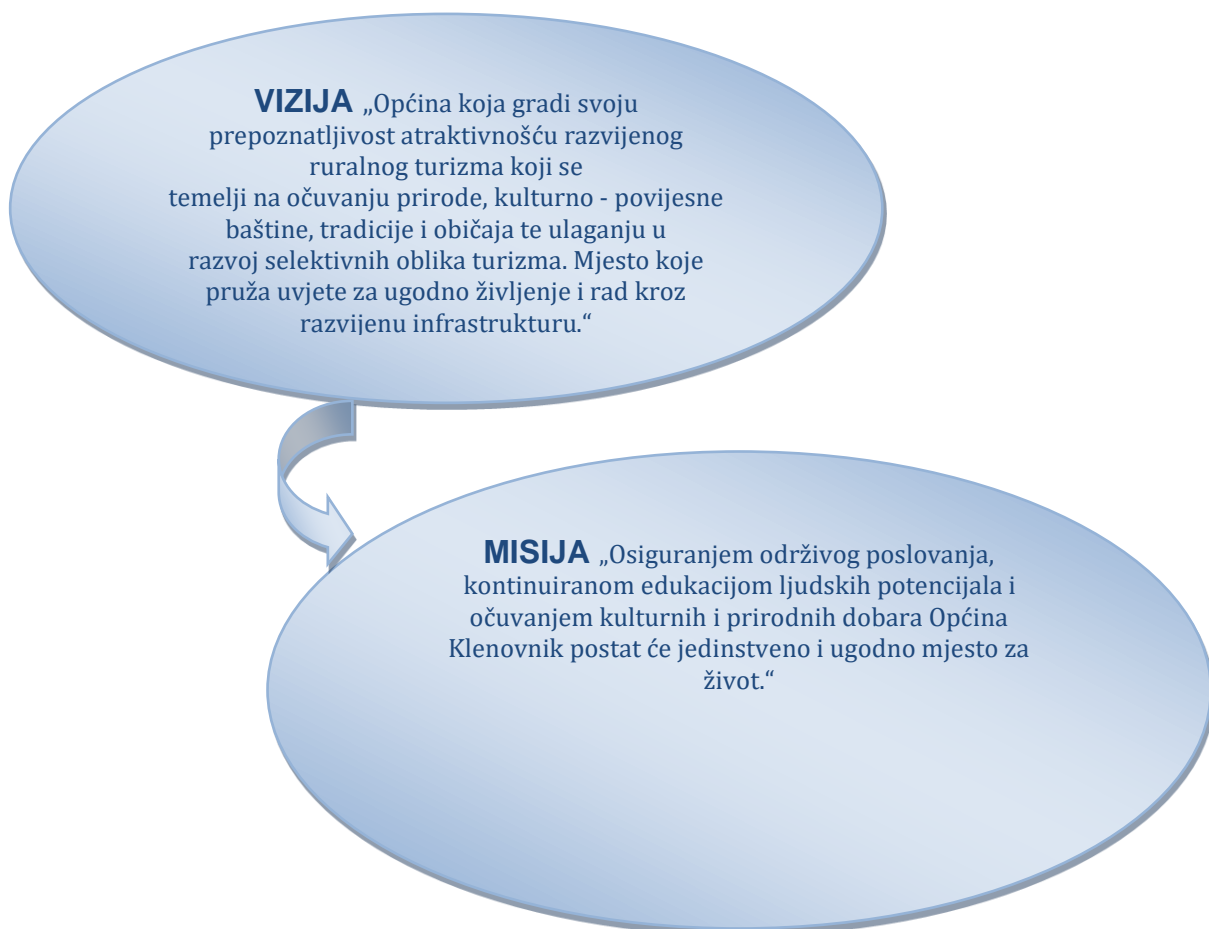 VIZIJA „Općina koja gradi svoju
prepoznatljivost atraktivnošću razvijenog
ruralnog turizma koji se
temelji na očuvanju prirode, kulturno - povijesne
baštine, tradicije i običaja te ulaganju u
razvoj selektivnih oblika turizma. Mjesto koje
pruža uvjete za ugodno življenje i rad kroz
razvijenu infrastrukturu.“
MISIJA „Osiguranjem održivog poslovanja,
kontinuiranom edukacijom ljudskih potencijala i
očuvanjem kulturnih i prirodnih dobara Općina
Klenovnik postat će jedinstveno i ugodno mjesto za
život.“